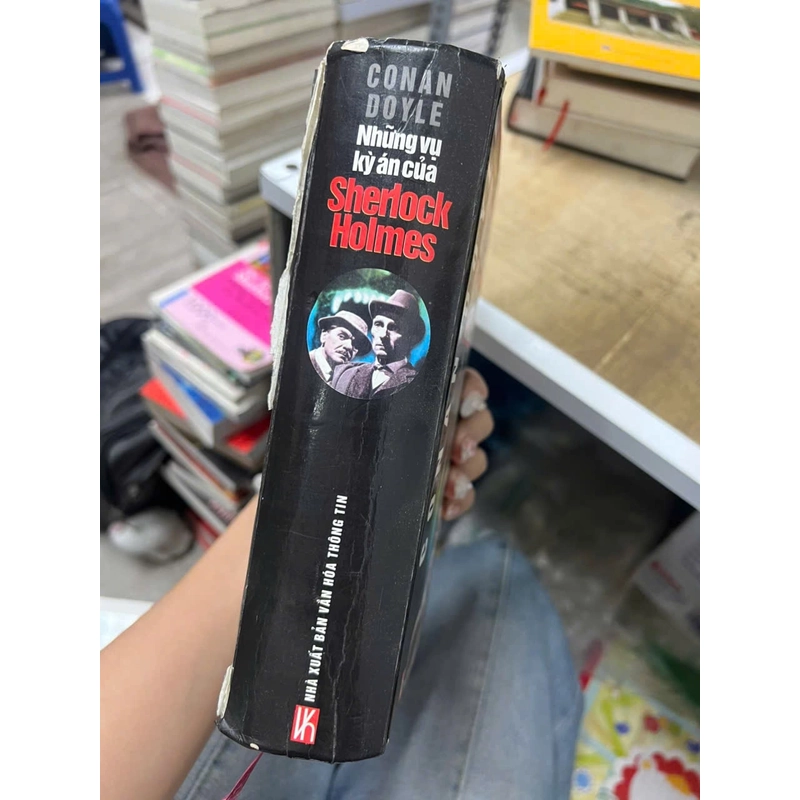 CONAN
DOYLE
Những vụ
kỳ án của
Sherlock
Holmes
NHÀ XUẤT BẢN VĂN HÓA THÔNG TIN